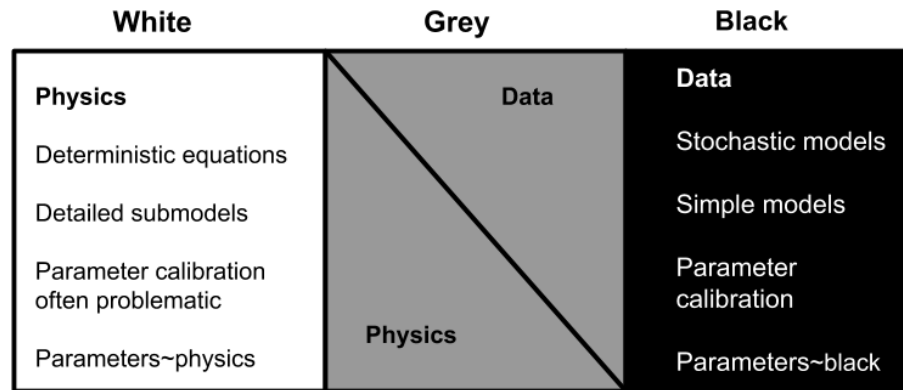 White
Grey
Black
Physics
Deterministic equations
Detailed submodels
Parameter calibration
often problematic
Parameters~physics
Data
Physics
Data
Stochastic models
Simple models
Parameter
calibration
Parameters~black